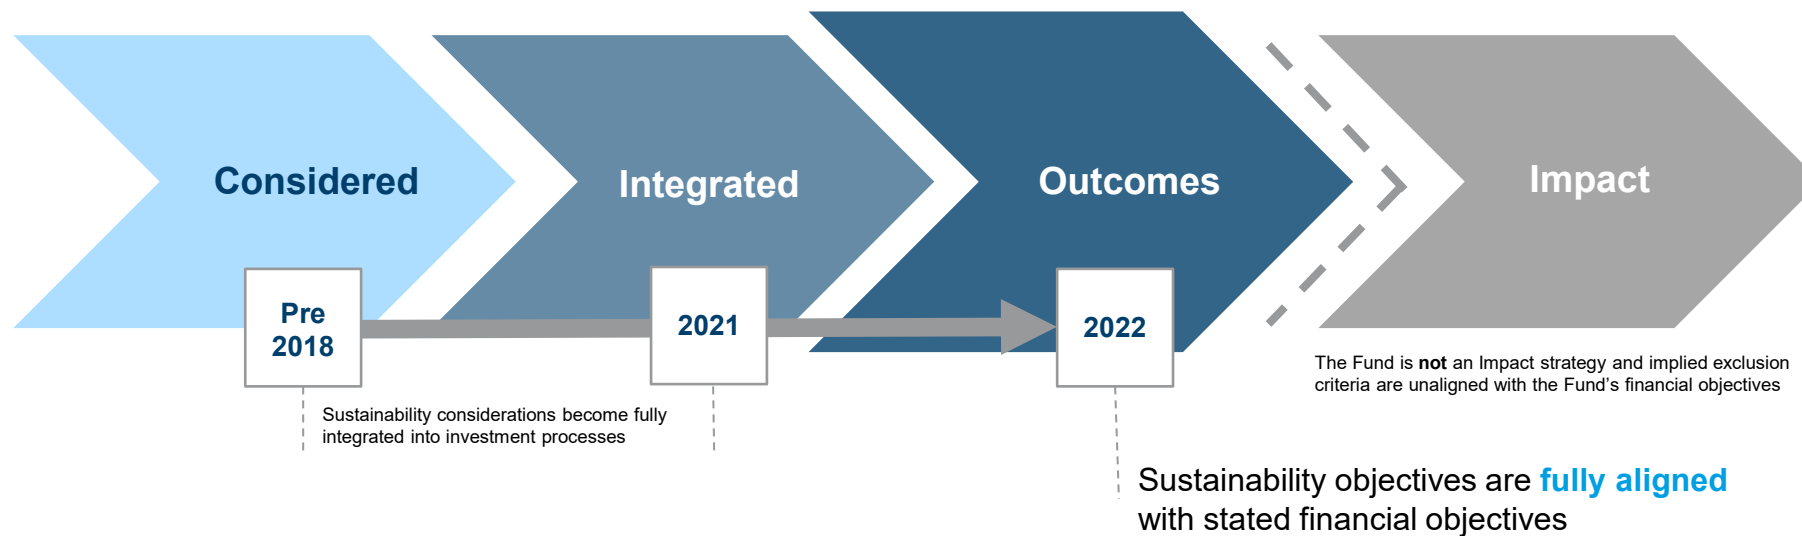 Considered
Integrated
Outcomes
Impact
Pre
2018
2021
2022
Sustainability considerations become fully
integrated into investment processes
The Fund is not an Impact strategy and implied exclusion
criteria are unaligned with the Fund’s financial objectives
Sustainability objectives are fully aligned
with stated financial objectives